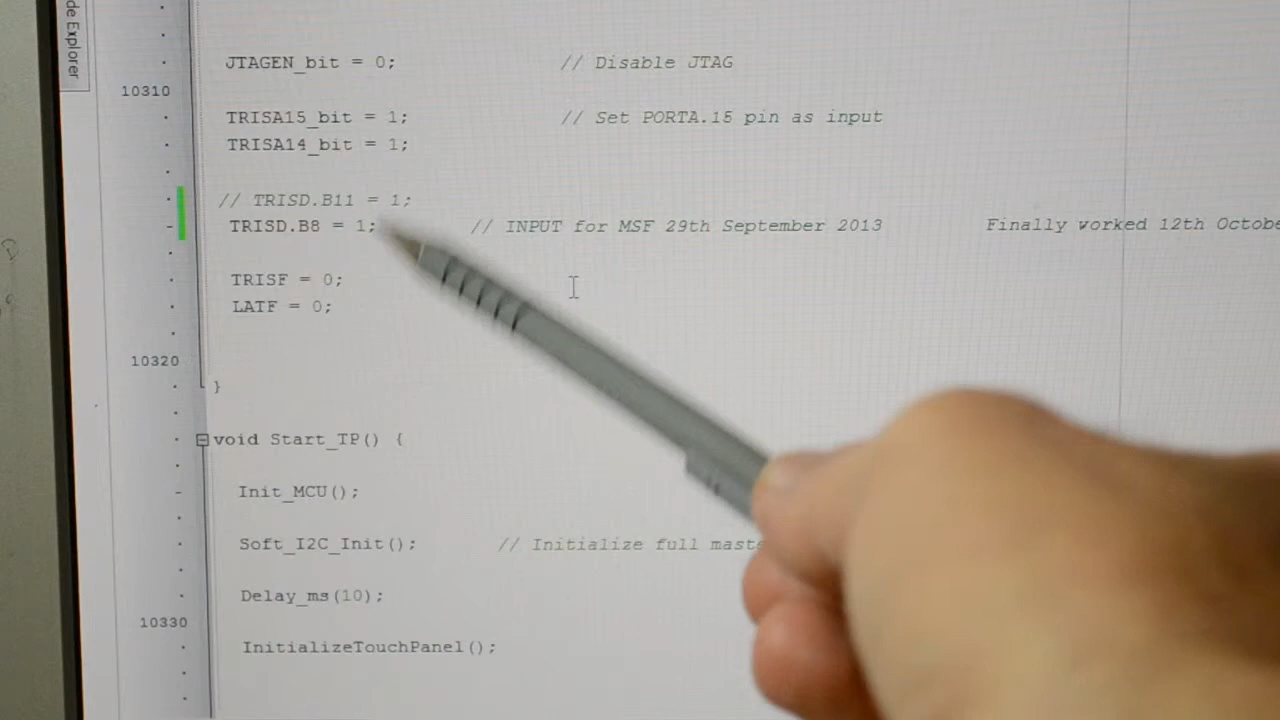 de Explorer
JTAGEN_bit = 0; // Disable JTAG
10310
TRISA15_bit = 1; // Set PORTA.15 pin as input
TRISA14_bit = 1;
// TRISD.B11 = 1;
TRISD.B8 = 1; // INPUT for MSF 29th September 2013 Finally worked 12th Octobe
TRISF = 0;
LATF = 0;
10320
}
void Start_TP() {
Init_MCU();
Soft_I2C_Init(); // Initialize full maste
Delay_ms(10);
10330
InitializeTouchPanel();